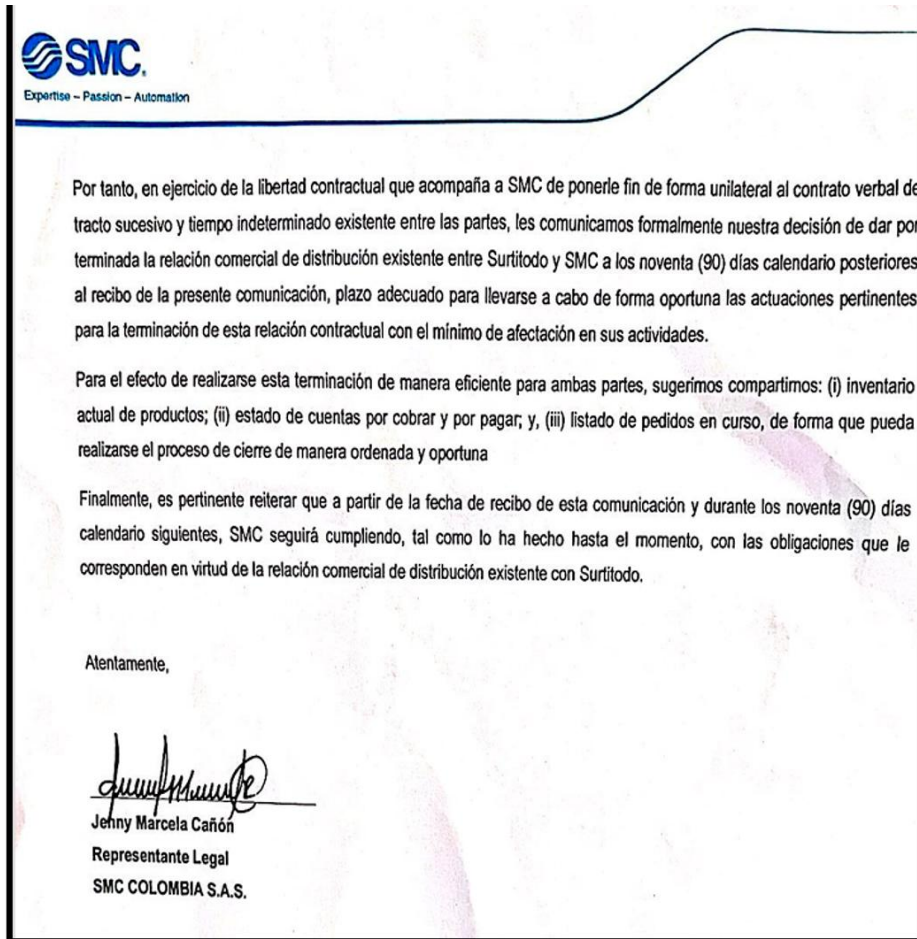 SMC.
Expertise – Passion – Automation
Por tanto, en ejercicio de la libertad contractual que acompaña a SMC de ponerle fin de forma unilateral al contrato verbal de
tracto sucesivo y tiempo indeterminado existente entre las partes, les comunicamos formalmente nuestra decisión de dar por
terminada la relación comercial de distribución existente entre Surtitodo y SMC a los noventa (90) días calendario posteriores
al recibo de la presente comunicación, plazo adecuado para llevarse a cabo de forma oportuna las actuaciones pertinentes
para la terminación de esta relación contractual con el mínimo de afectación en sus actividades.
Para el efecto de realizarse esta terminación de manera eficiente para ambas partes, sugerimos compartirnos: (i) inventario
actual de productos; (ii) estado de cuentas por cobrar y por pagar; y, (iii) listado de pedidos en curso, de forma que pueda
realizarse el proceso de cierre de manera ordenada y oportuna
Finalmente, es pertinente reiterar que a partir de la fecha de recibo de esta comunicación y durante los noventa (90) días
calendario siguientes, SMC seguirá cumpliendo, tal como lo ha hecho hasta el momento, con las obligaciones que le
corresponden en virtud de la relación comercial de distribución existente con Surtitodo.
Atentamente,
Jenny Marcela Cañón
Representante Legal
SMC COLOMBIA S.A.S.